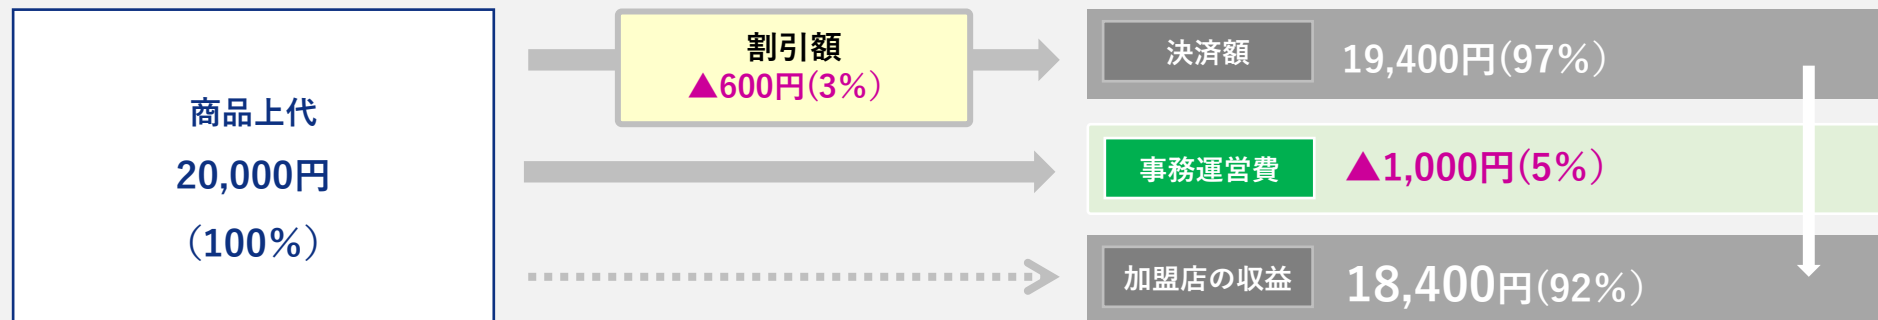 商品上代
20,000円
（100%）
割引額
▲600円(3%）
決済額
19,400円(97%）
事務運営費
▲1,000円(5%）
加盟店の収益
18,400円(92%）